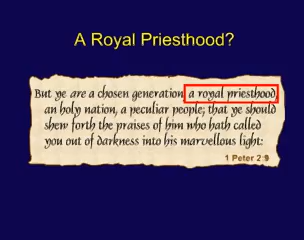 A Royal Priesthood?
But ye are a chosen generation, a royal priesthood,
an holy nation, a peculiar people; that ye should
shew forth the praises of him who hath called
you out of darkness into his marvellous light:
1 Peter 2:9